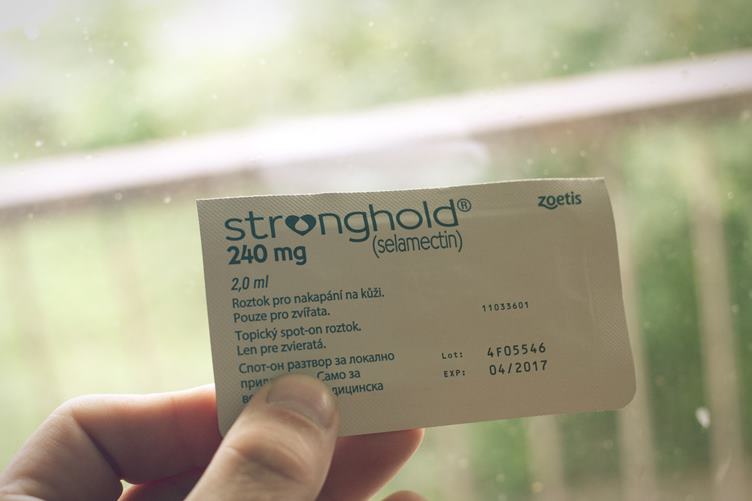 stronghold®
zoetis
240 mg
(selamectin)
2,0 ml
Roztok pro nakapání na kůži.
Pouze pro zvířata.
Topický spot-on roztok.
Len pre zvieratá.
Спот-он разтвор за локално
Само за
11033601
Lot: 4F05546
EXP: 04/2017